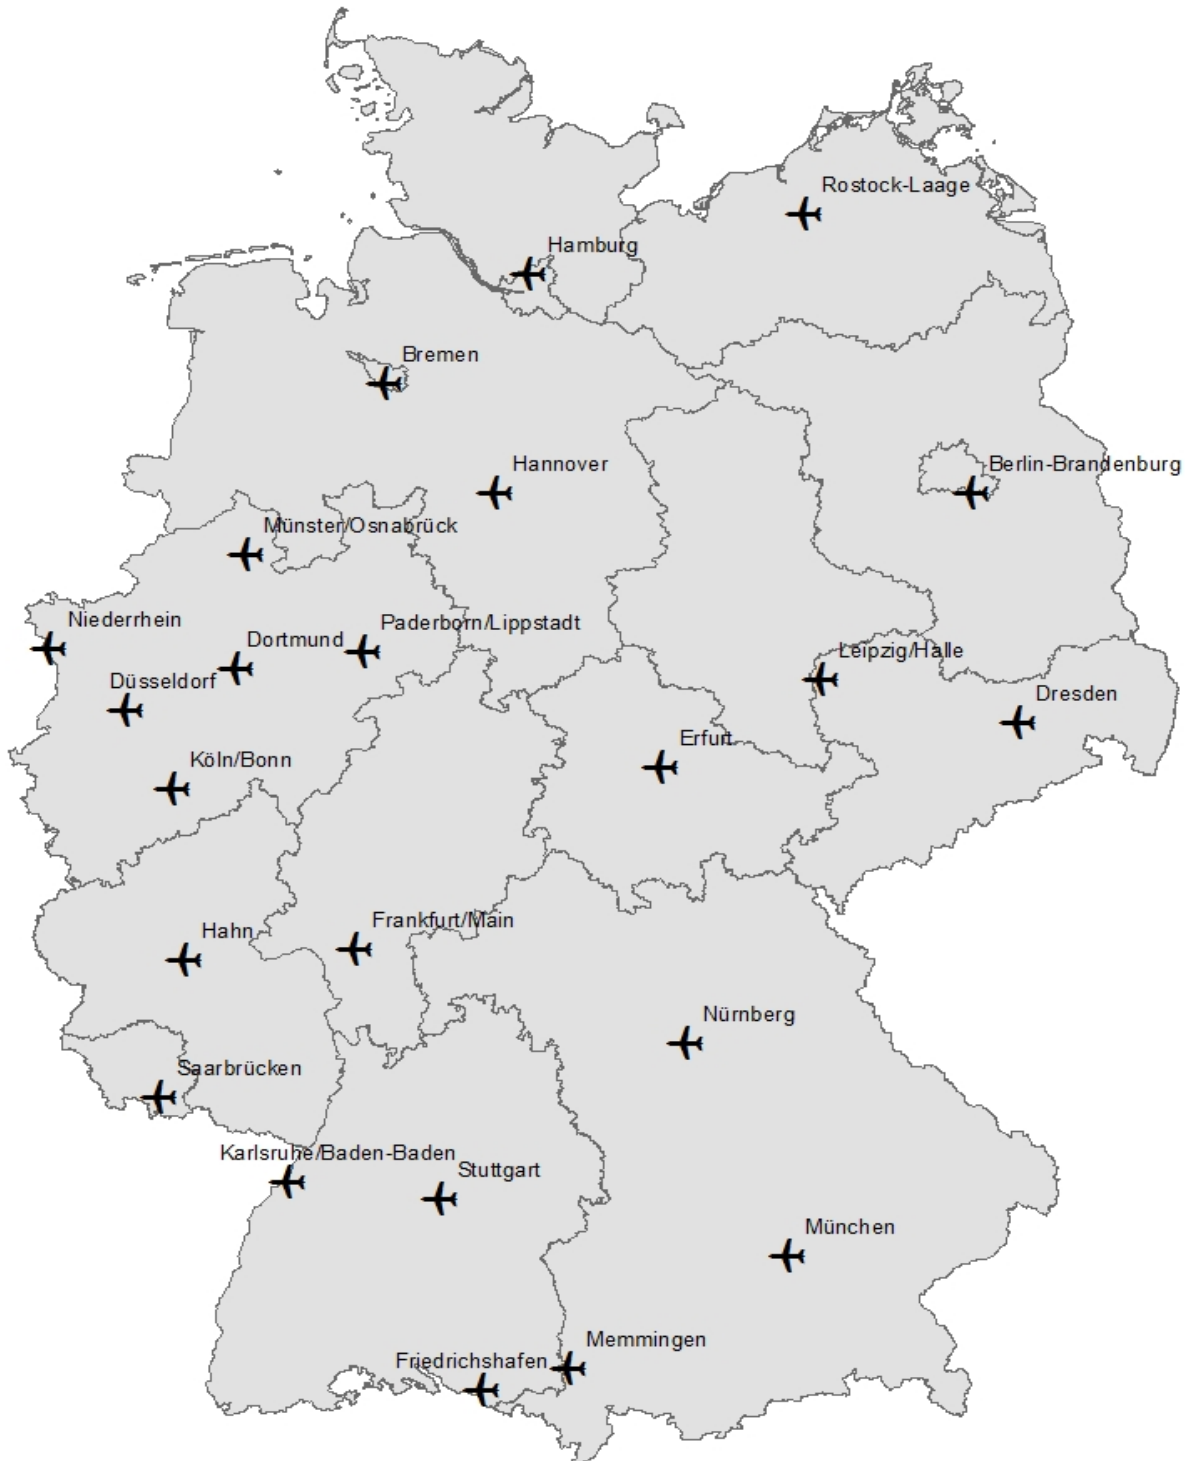 Rostock-Laage
Hamburg
Bremen
Hannover
Berlin-Brandenburg
Münster/Osnabrück
Niederrhein
Paderborn/Lippstadt
Dortmund
Leipzig/Halle
Düsseldorf
Dresden
Erfurt
Köln/Bonn
Frankfurt/Main
Hahn
Nürnberg
Saarbrücken
Karlsruhe/Baden-Baden
Stuttgart
München
Memmingen
Friedrichshafen